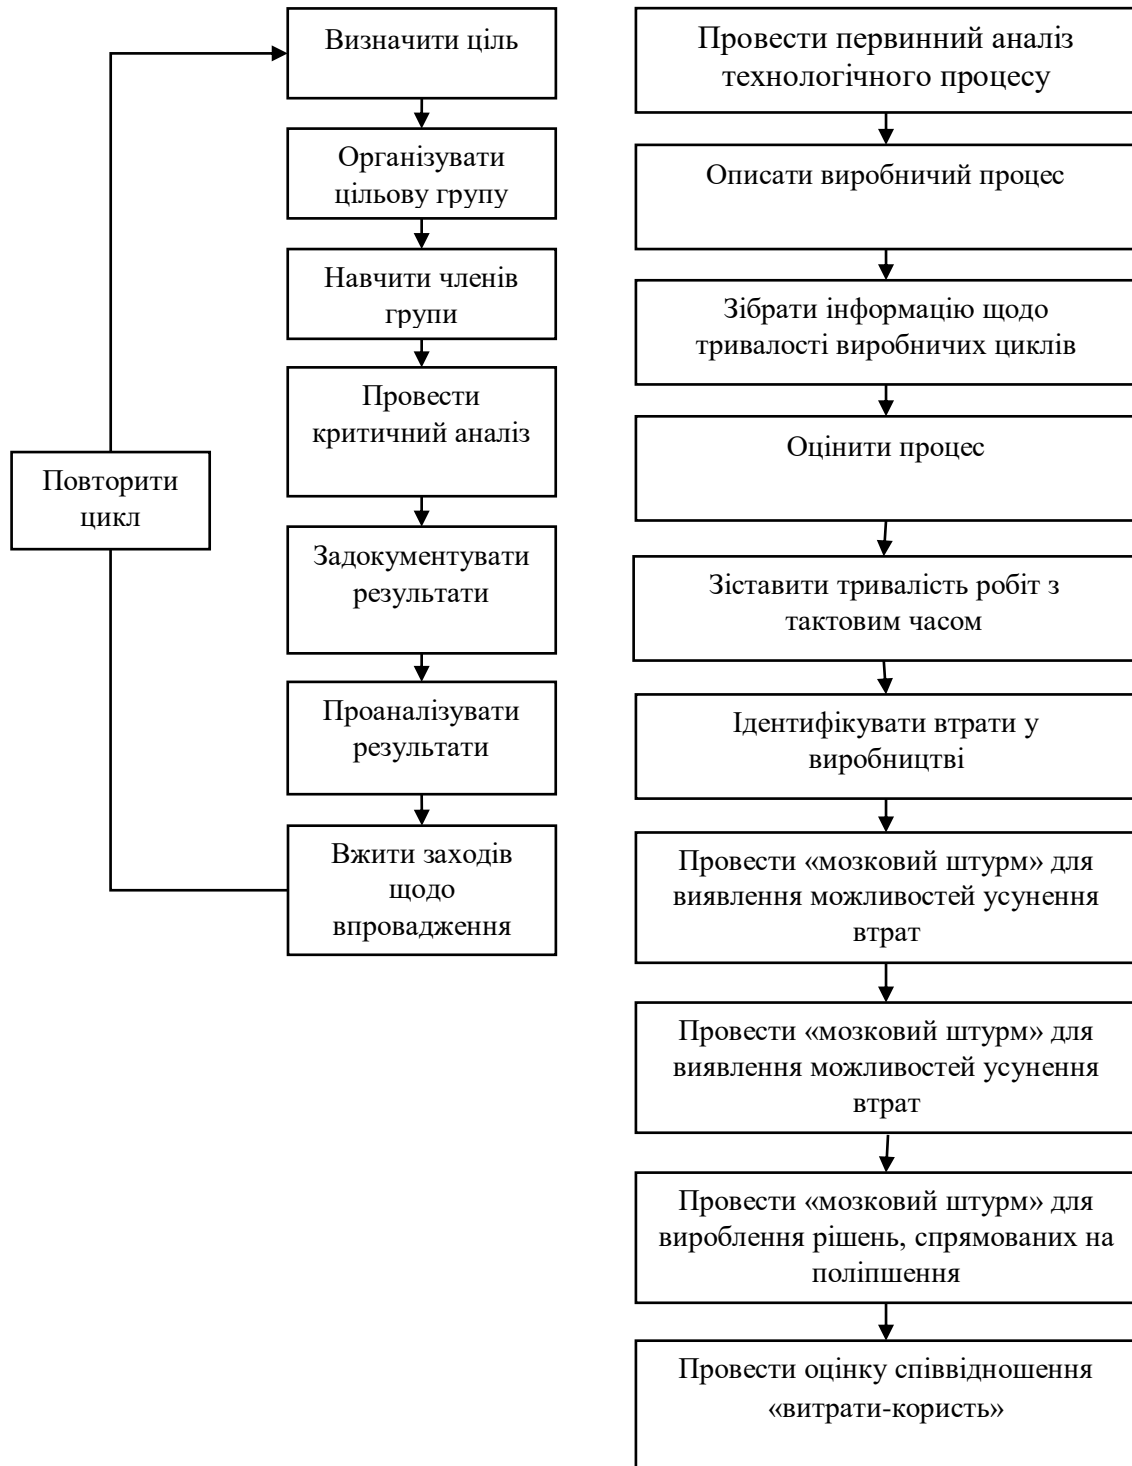 Визначити ціль
Організувати
цільову групу
Навчити членів
групи
Провести
критичний аналіз
Повторити
цикл
Задокументувати
результати
Проаналізувати
результати
Вжити заходів
щодо
впровадження
Провести первинний аналіз
технологічного процесу
Описати виробничий процес
Зібрати інформацію щодо
тривалості виробничих циклів
Оцінити процес
Зіставити тривалість робіт з
тактовим часом
Ідентифікувати втрати у
виробництві
Провести «мозковий штурм» для
виявлення можливостей усунення
втрат
Провести «мозковий штурм» для
виявлення можливостей усунення
втрат
Провести «мозковий штурм» для
вироблення рішень, спрямованих на
поліпшення
Провести оцінку співвідношення
«витрати-користь»